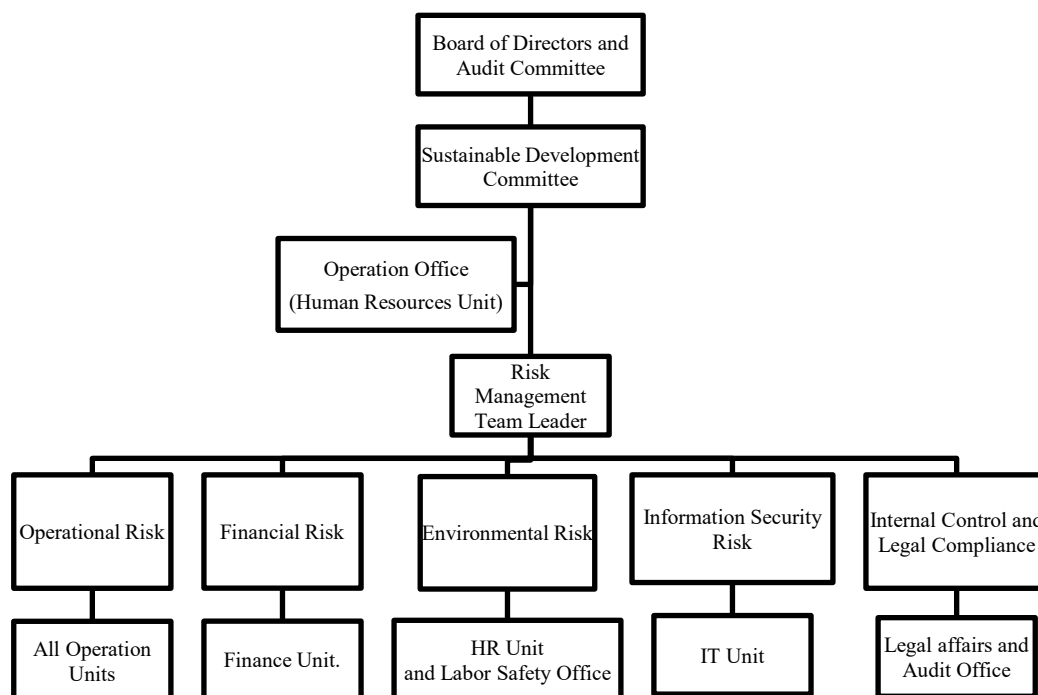 Board of Directors and
Audit Committee
Sustainable Development
Committee
Operation Office
(Human Resources Unit)
Risk
Management
Team Leader
Operational Risk
Financial Risk
Environmental Risk
Information Security
Risk
Internal Control and
Legal Compliance
All Operation
Units
Finance Unit.
HR Unit
and Labor Safety Office
IT Unit
Legal affairs and
Audit Office